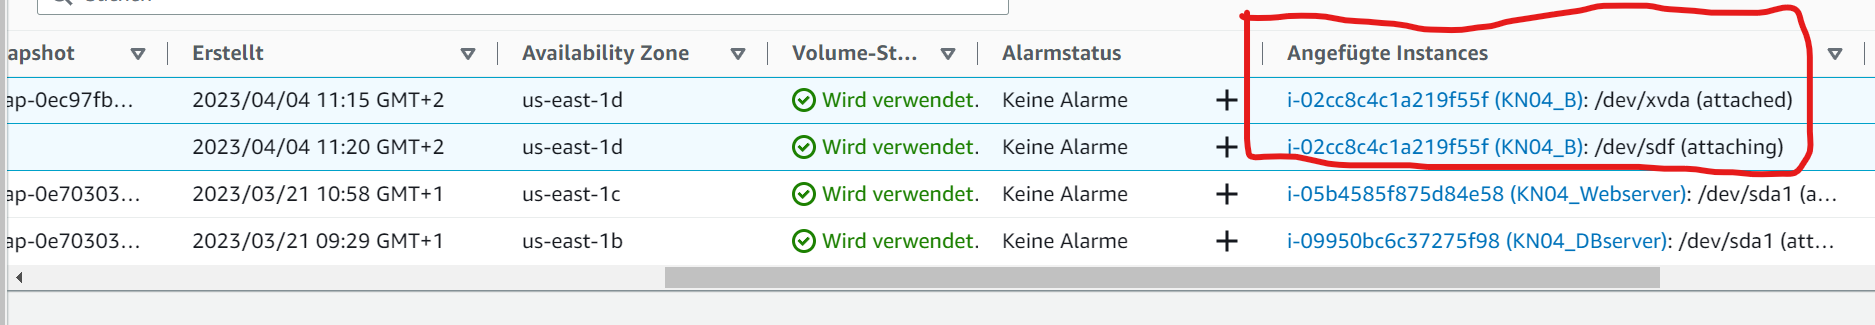 apshot Erstellt Availability Zone Volume-St... Alarmstatus Angefügte Instances
ap-0ec97fb... 2023/04/04 11:15 GMT+2 us-east-1d Wird verwendet. Keine Alarme + i-02cc8c4c1a219f55f (KN04_B): /dev/xvda (attached)
2023/04/04 11:20 GMT+2 us-east-1d Wird verwendet. Keine Alarme + i-02cc8c4c1a219f55f (KN04_B): /dev/sdf (attaching)
ap-0e70303... 2023/03/21 10:58 GMT+1 us-east-1c Wird verwendet. Keine Alarme + i-05b4585f875d84e58 (KN04_Webserver): /dev/sda1 (a...
ap-0e70303... 2023/03/21 09:29 GMT+1 us-east-1b Wird verwendet. Keine Alarme + i-09950bc6c37275f98 (KN04_DBserver): /dev/sda1 (att...